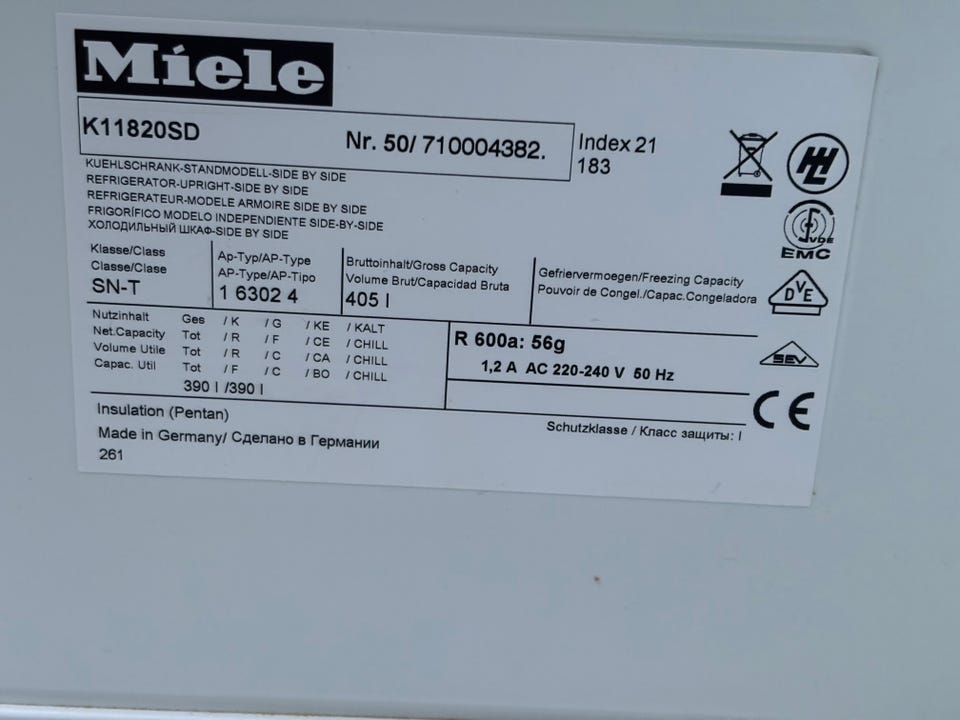 Miele
K11820SD Nr. 50/ 710004382. Index 21
183
KUEHLSCHRANK-STANDMODELL-SIDE BY SIDE
REFRIGERATOR-UPRIGHT-SIDE BY SIDE
REFRIGERATEUR-MODELE ARMOIRE SIDE BY SIDE
FRIGORÍFICO MODELO INDEPENDIENTE SIDE-BY-SIDE
ХОЛОДИЛЬНЫЙ ШКАФ-SIDE BY SIDE
Klasse/Class
Classe/Clase
SN-T
Ap-Typ/AP-Type
AP-Type/AP-Tipo
1 6302 4
Bruttoinhalt/Gross Capacity
Volume Brut/Capacidad Bruta
405 l
Gefriervermoegen/Freezing Capacity
Pouvoir de Congel./Capac.Congeladora
Nutzinhalt Ges / K / G / KE / KALT
Net.Capacity Tot / R / F / CE / CHILL
Volume Utile Tot / R / C / CA / CHILL
Capac. Util Tot / F / C / BO / CHILL
390 l /390 l
R 600a: 56g
1,2 A AC 220-240 V 50 Hz
Insulation (Pentan)
Made in Germany/ Сделано в Германии
261
Schutzklasse / Класс защиты: I
VDE
EMC
DVE
SEV
CE